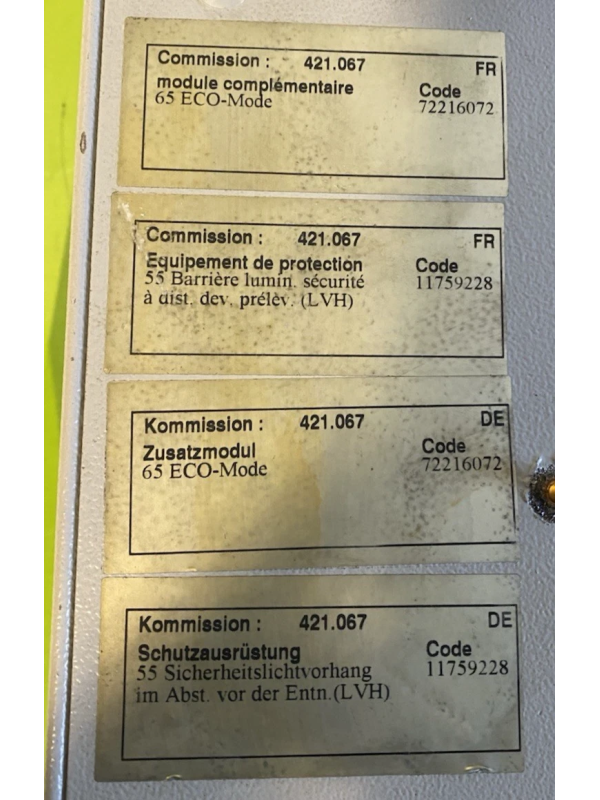 Commission : 421.067 FR
module complémentaire Code
65 ECO-Mode 72216072
Commission : 421.067 FR
Equipement de protection Code
55 Barrière lumin. sécurité 11759228
à dist. dev. prélèv. (LVH)
Kommission : 421.067 DE
Zusatzmodul Code
65 ECO-Mode 72216072
Kommission : 421.067 DE
Schutzausrüstung Code
55 Sicherheitslichtvorhang 11759228
im Abst. vor der Entn.(LVH)